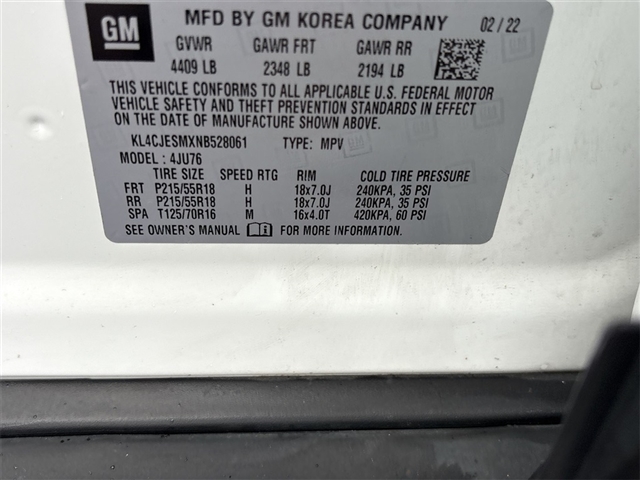 GM
MFD BY GM KOREA COMPANY 02/22
GVWR GAWR FRT GAWR RR
4409 LB 2348 LB 2194 LB
THIS VEHICLE CONFORMS TO ALL APPLICABLE U.S. FEDERAL MOTOR
VEHICLE SAFETY AND THEFT PREVENTION STANDARDS IN EFFECT
ON THE DATE OF MANUFACTURE SHOWN ABOVE.
KL4CJESMXNB528061 TYPE: MPV
MODEL: 4JU76
TIRE SIZE SPEED RTG RIM COLD TIRE PRESSURE
FRT P215/55R18 H 18x7.0J 240KPA, 35 PSI
RR P215/55R18 H 18x7.0J 240KPA, 35 PSI
SPA T125/70R16 M 16x4.0T 420KPA, 60 PSI
SEE OWNER'S MANUAL FOR MORE INFORMATION.